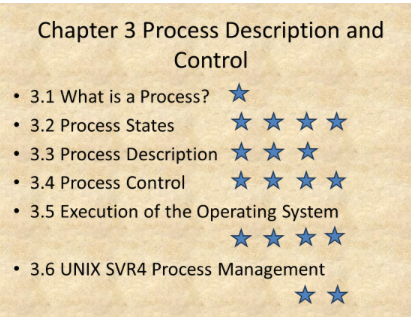 Chapter 3 Process Description and
Control
• 3.1 What is a Process?
• 3.2 Process States
• 3.3 Process Description
• 3.4 Process Control
• 3.5 Execution of the Operating System
• 3.6 UNIX SVR4 Process Management